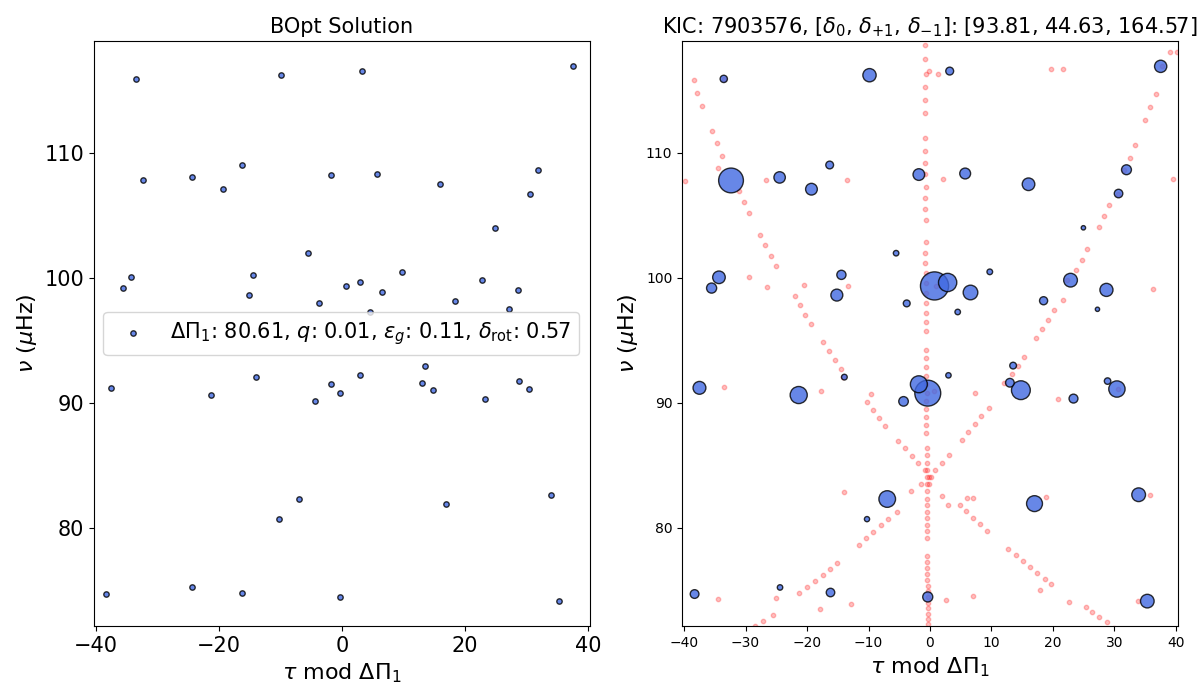 BOpt Solution
KIC: 7903576, [δ₀, δ₊₁, δ₋₁]: [93.81, 44.63, 164.57]
ν (μHz)
110
100
90
80
ΔΠ₁: 80.61, q: 0.01, ε_g: 0.11, δ_rot: 0.57
−40 −20 0 20 40
τ mod ΔΠ₁
ν (μHz)
110
100
90
80
−40 −30 −20 −10 0 10 20 30 40
τ mod ΔΠ₁